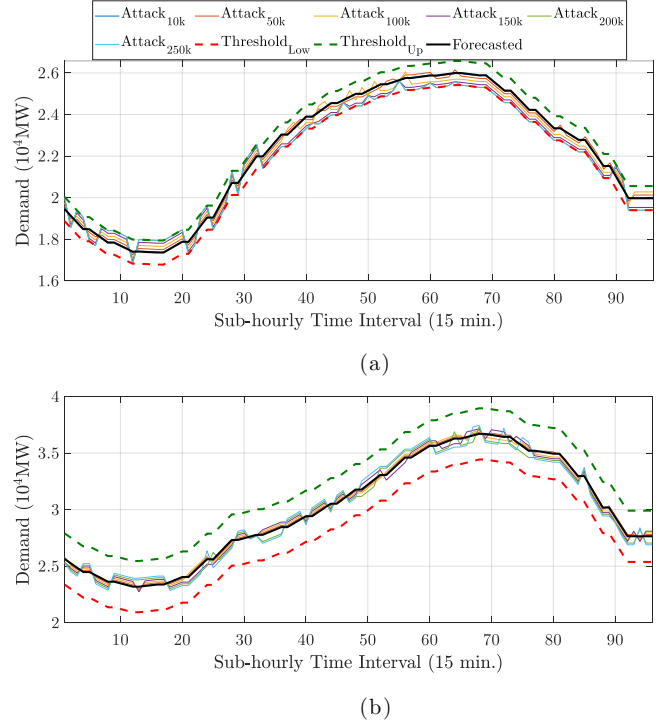 Attack10k Attack50k Attack100k Attack150k Attack200k
Attack250k ThresholdLow ThresholdUp Forecasted
2.6
2.4
2.2
2
1.8
1.6
Demand (10⁴MW)
10 20 30 40 50 60 70 80 90
Sub-hourly Time Interval (15 min.)
(a)
4
3.5
3
2.5
2
Demand (10⁴MW)
10 20 30 40 50 60 70 80 90
Sub-hourly Time Interval (15 min.)
(b)